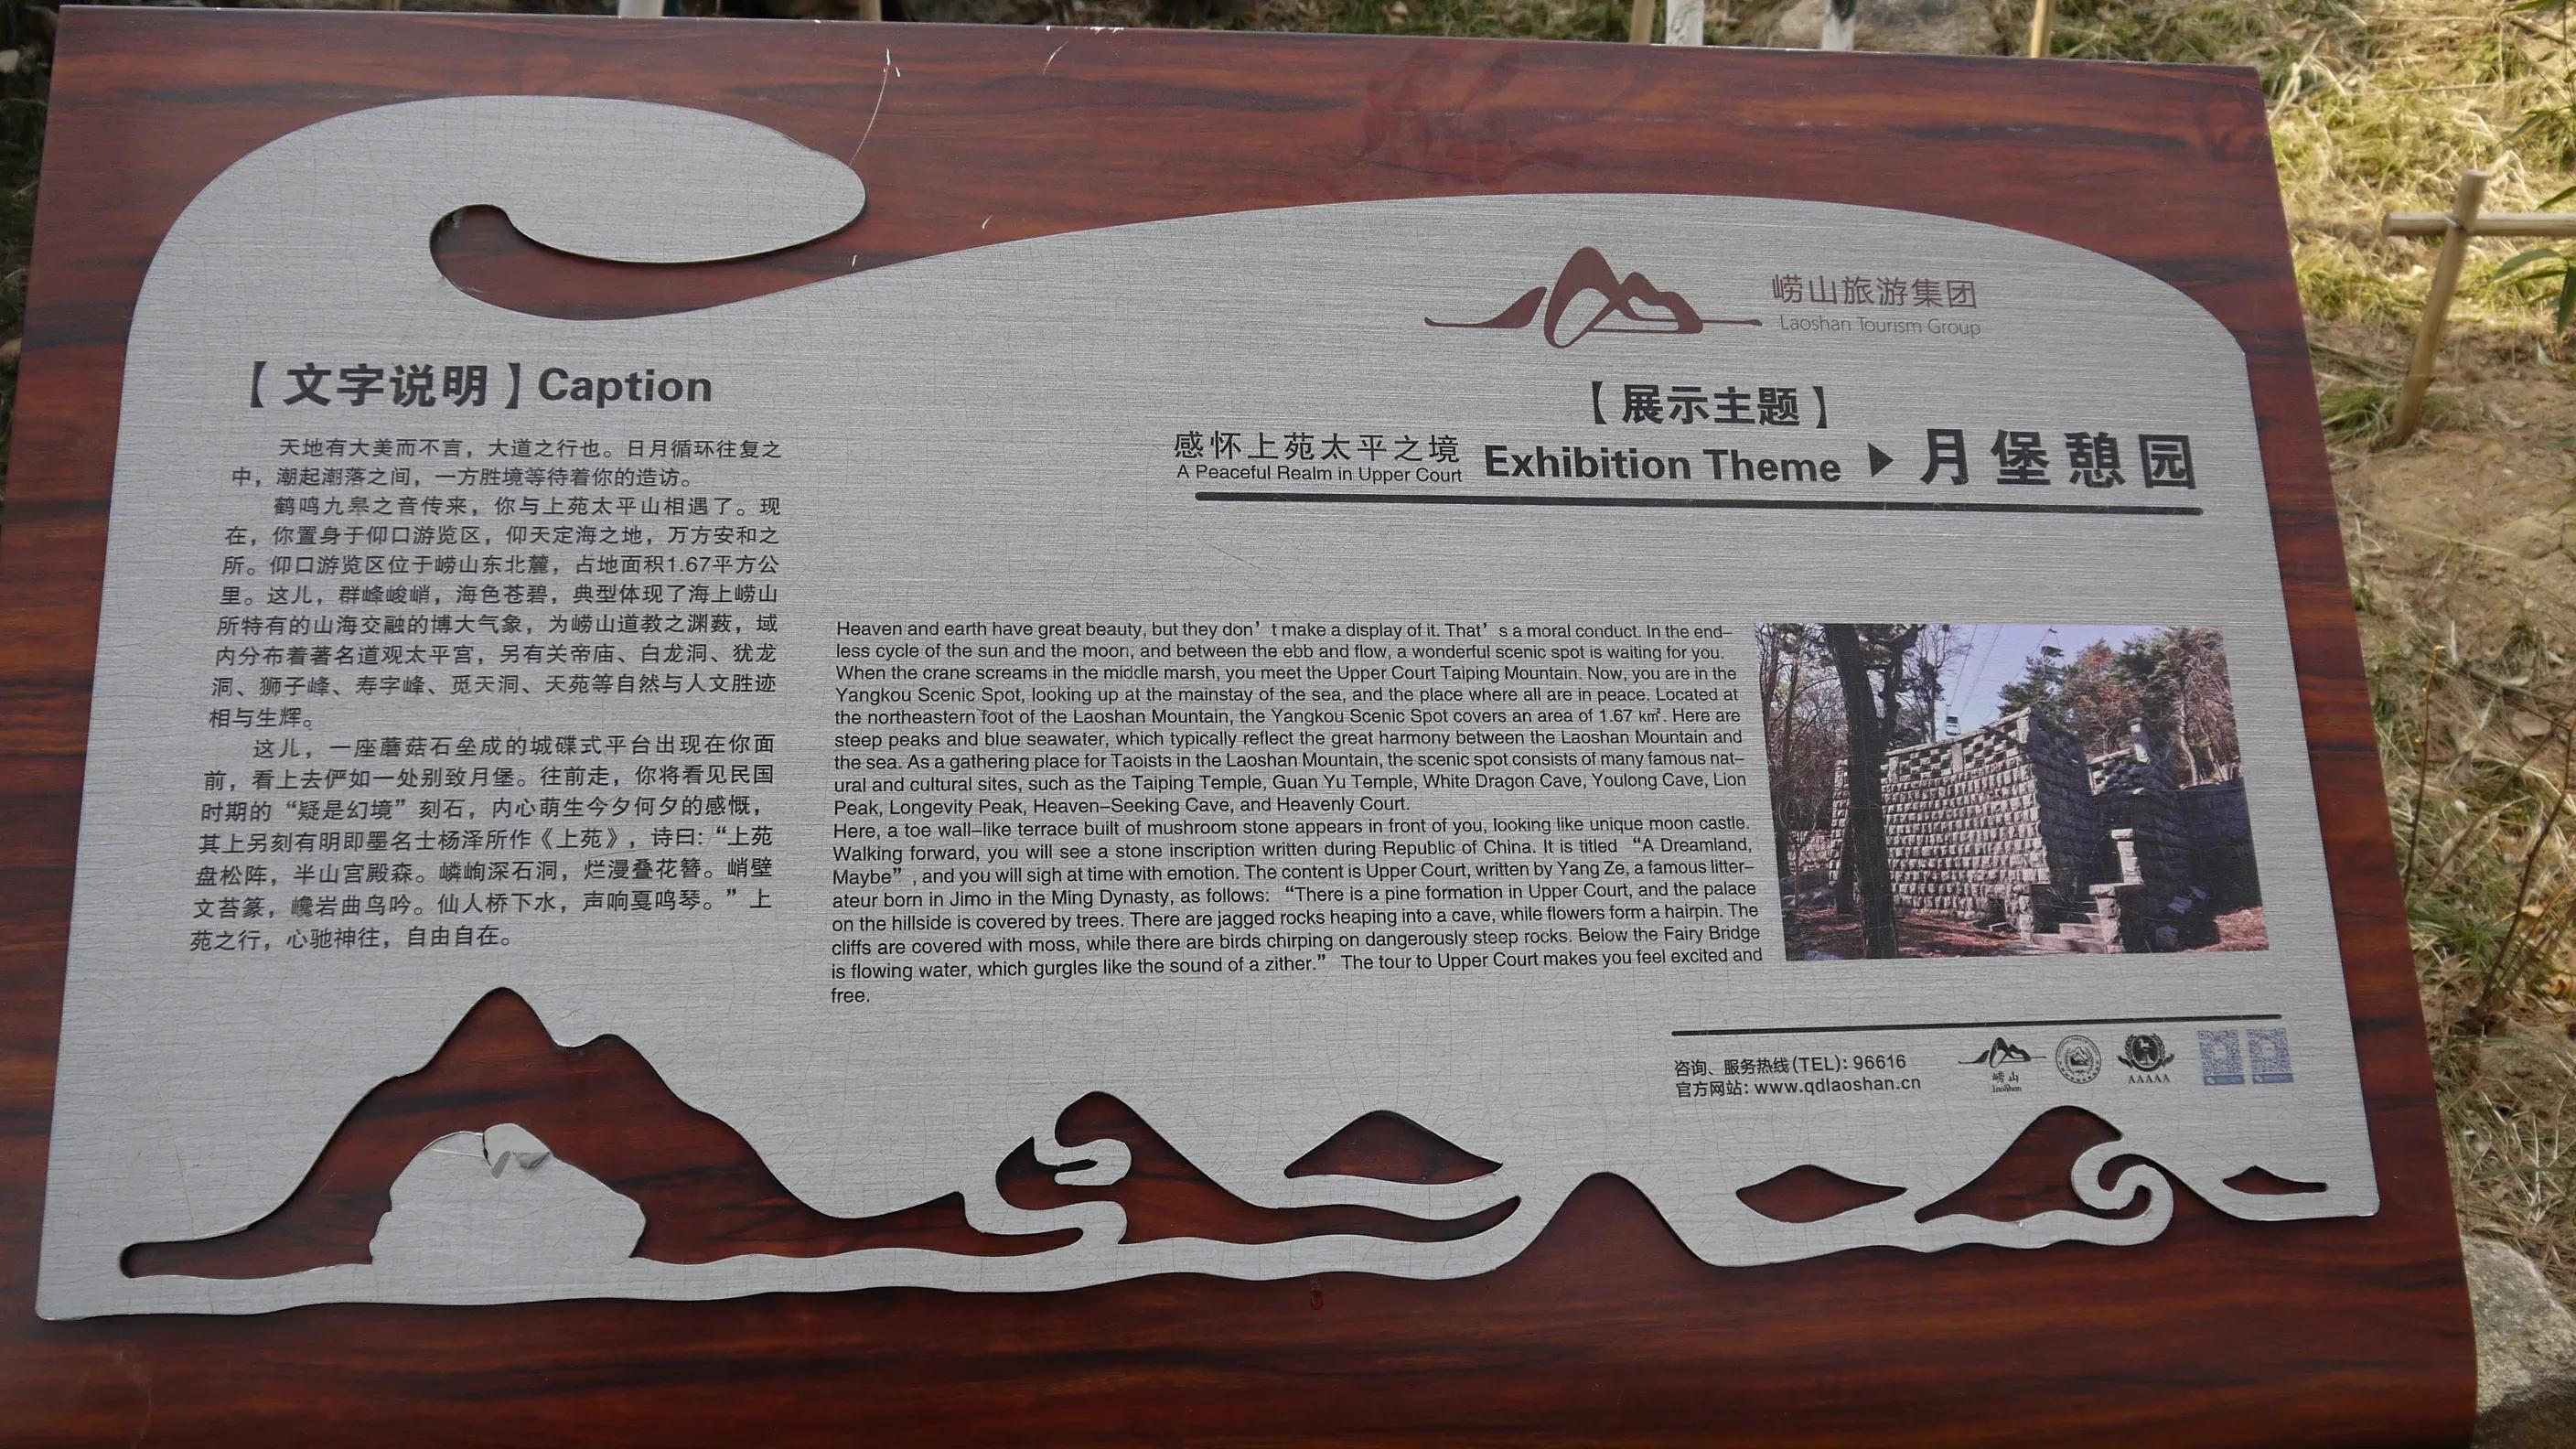 崂山旅游集团
Laoshan Tourism Group
【展示主题】
感怀上苑太平之境
A Peaceful Realm in Upper Court
Exhibition Theme ▶ 月堡憩园
【文字说明】Caption
天地有大美而不言，大道之行也。日月循环往复之
中，潮起潮落之间，一方胜境等待着你的造访。
鹤鸣九皋之音传来，你与上苑太平山相遇了。现
在，你置身于仰口游览区，仰天定海之地，万方安和之
所。仰口游览区位于崂山东北麓，占地面积1.67平方公
里。这儿，群峰峻峭，海色苍碧，典型体现了海上崂山
所特有的山海交融的博大气象，为崂山道教之渊薮，域
内分布着著名道观太平宫，另有关帝庙、白龙洞、犹龙
洞、狮子峰、寿字峰、觅天洞、天苑等自然与人文胜迹
相与生辉。
这儿，一座蘑菇石垒成的城碟式平台出现在你面
前，看上去俨如一处别致月堡。往前走，你将看见民国
时期的“疑是幻境”刻石，内心萌生今夕何夕的感慨，
其上另刻有明即墨名士杨泽所作《上苑》，诗曰：“上苑
盘松阵，半山宫殿森。嶙峋深石洞，烂漫叠花簪。峭壁
文苔篆，巉岩曲鸟吟。仙人桥下水，声响戛鸣琴。”上
苑之行，心驰神往，自由自在。
Heaven and earth have great beauty, but they don’t make a display of it. That’s a moral conduct. In the end-
less cycle of the sun and the moon, and between the ebb and flow, a wonderful scenic spot is waiting for you.
When the crane screams in the middle marsh, you meet the Upper Court Taiping Mountain. Now, you are in the
Yangkou Scenic Spot, looking up at the mainstay of the sea, and the place where all are in peace. Located at
the northeastern foot of the Laoshan Mountain, the Yangkou Scenic Spot covers an area of 1.67 km². Here are
steep peaks and blue seawater, which typically reflect the great harmony between the Laoshan Mountain and
the sea. As a gathering place for Taoists in the Laoshan Mountain, the scenic spot consists of many famous nat-
ural and cultural sites, such as the Taiping Temple, Guan Yu Temple, White Dragon Cave, Youlong Cave, Lion
Peak, Longevity Peak, Heaven-Seeking Cave, and Heavenly Court.
Here, a toe wall-like terrace built of mushroom stone appears in front of you, looking like unique moon castle.
Walking forward, you will see a stone inscription written during Republic of China. It is titled “A Dreamland,
Maybe”, and you will sigh at time with emotion. The content is Upper Court, written by Yang Ze, a famous litter-
ateur born in Jimo in the Ming Dynasty, as follows: “There is a pine formation in Upper Court, and the palace
on the hillside is covered by trees. There are jagged rocks heaping into a cave, while flowers form a hairpin. The
cliffs are covered with moss, while there are birds chirping on dangerously steep rocks. Below the Fairy Bridge
is flowing water, which gurgles like the sound of a zither.” The tour to Upper Court makes you feel excited and
free.
咨询、服务热线(TEL)：96616
官方网站：www.qdlaoshan.cn
崂山
LaoShan
AAAAA